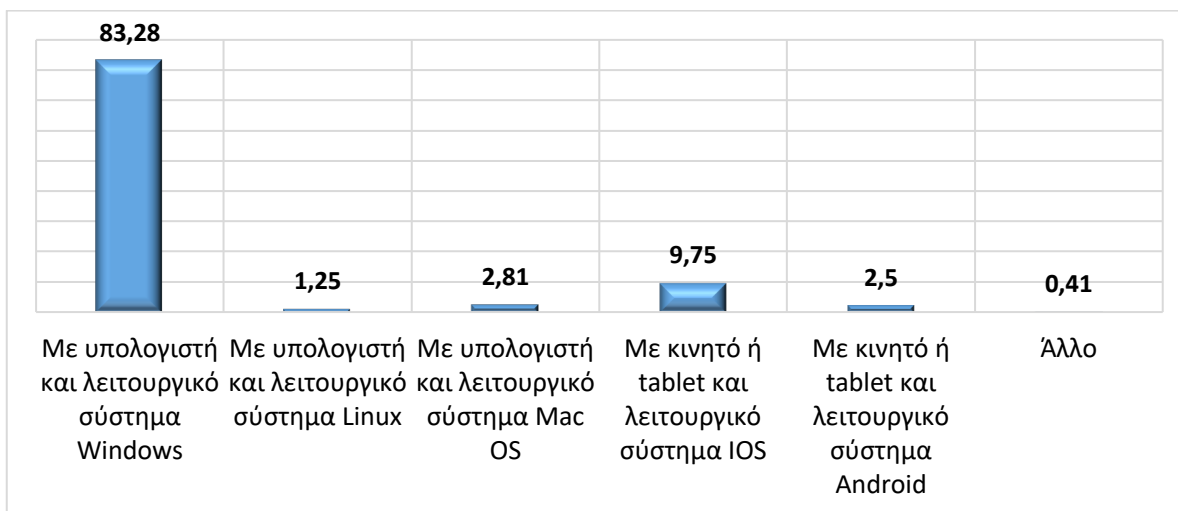 83,28
1,25
2,81
9,75
2,5
0,41
Με υπολογιστή
και λειτουργικό
σύστημα
Windows
Με υπολογιστή
και λειτουργικό
σύστημα Linux
Με υπολογιστή
και λειτουργικό
σύστημα Mac
OS
Με κινητό ή
tablet και
λειτουργικό
σύστημα IOS
Με κινητό ή
tablet και
λειτουργικό
σύστημα
Android
Άλλο